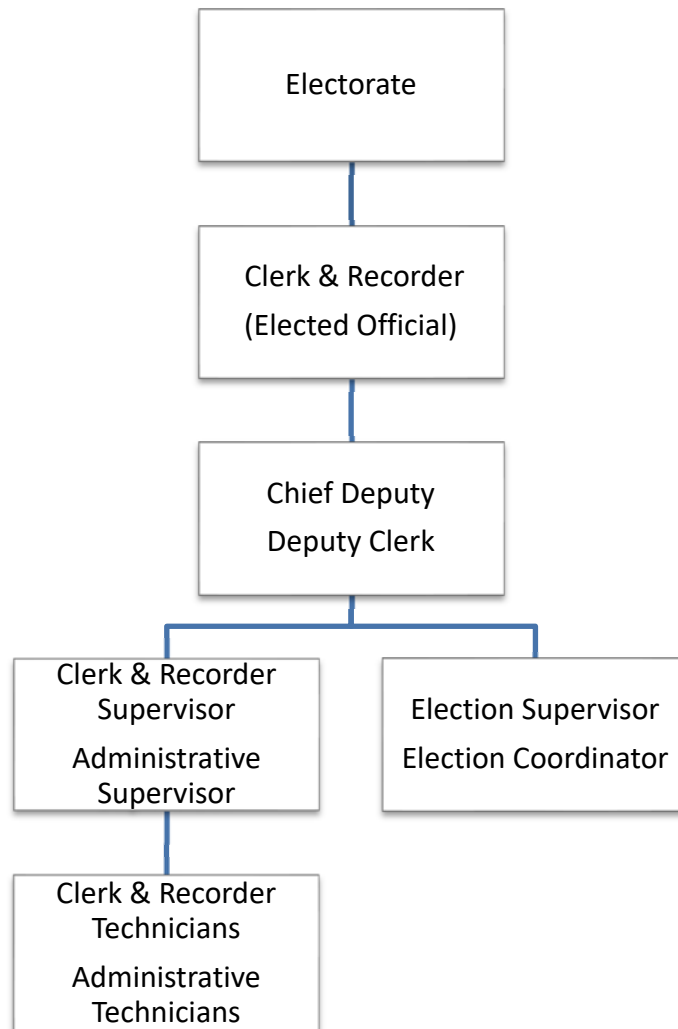 Electorate
Clerk & Recorder
(Elected Official)
Chief Deputy
Deputy Clerk
Clerk & Recorder
Supervisor
Administrative
Supervisor
Election Supervisor
Election Coordinator
Clerk & Recorder
Technicians
Administrative
Technicians